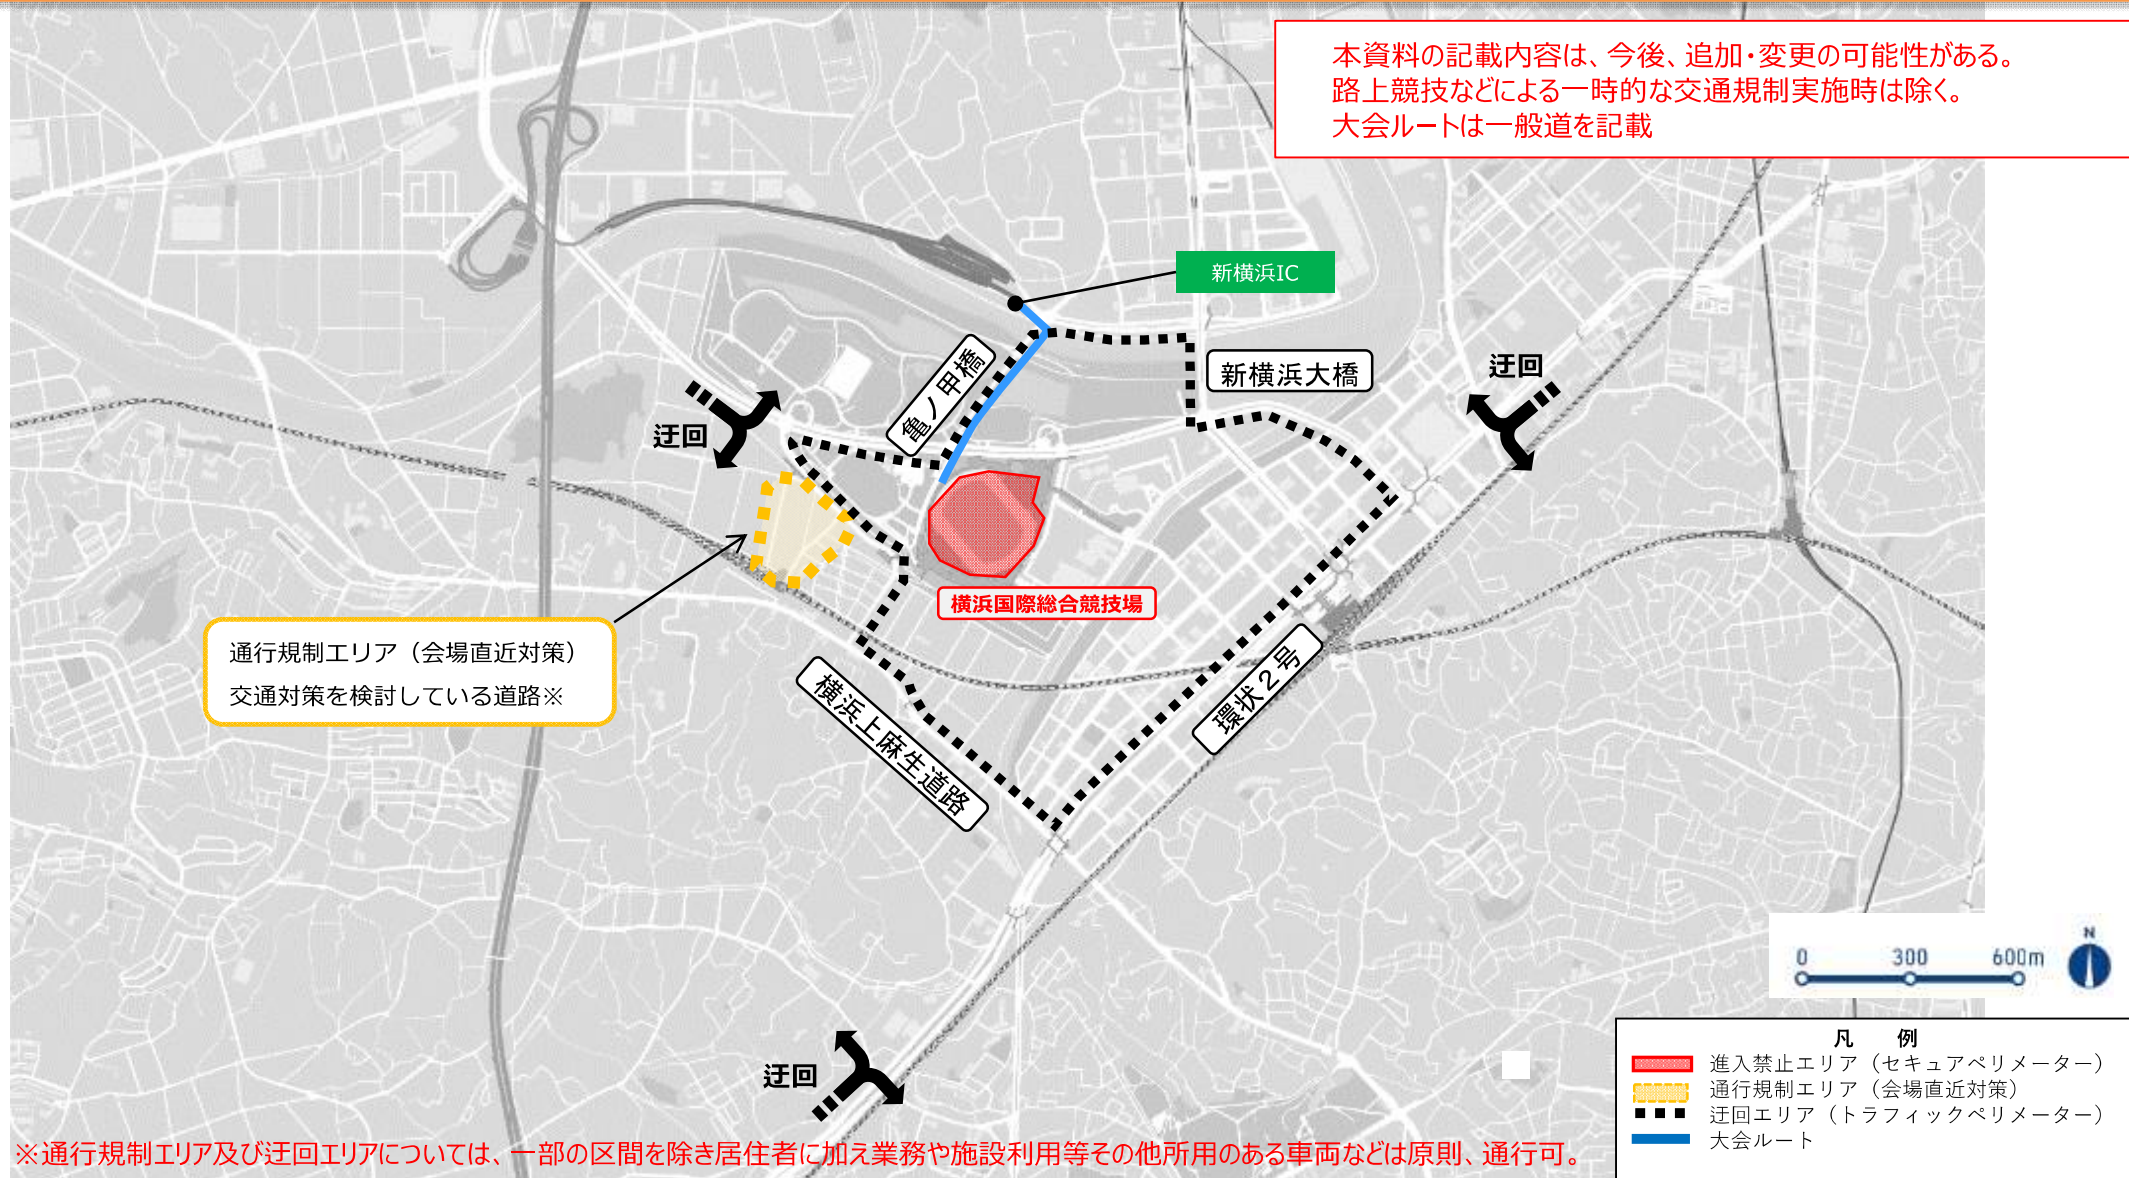 本資料の記載内容は、今後、追加・変更の可能性がある。
路上競技などによる一時的な交通規制実施時は除く。
大会ルートは一般道を記載
新横浜IC
亀ノ甲橋
新横浜大橋
迂回
迂回
横浜国際総合競技場
通行規制エリア（会場直近対策）
交通対策を検討している道路※
横浜上麻生道路
環状２号
迂回
0 300 600m
N
凡 例
進入禁止エリア（セキュアペリメーター）
通行規制エリア（会場直近対策）
迂回エリア（トラフィックペリメーター）
大会ルート
※通行規制エリア及び迂回エリアについては、一部の区間を除き居住者に加え業務や施設利用等その他所用のある車両などは原則、通行可。